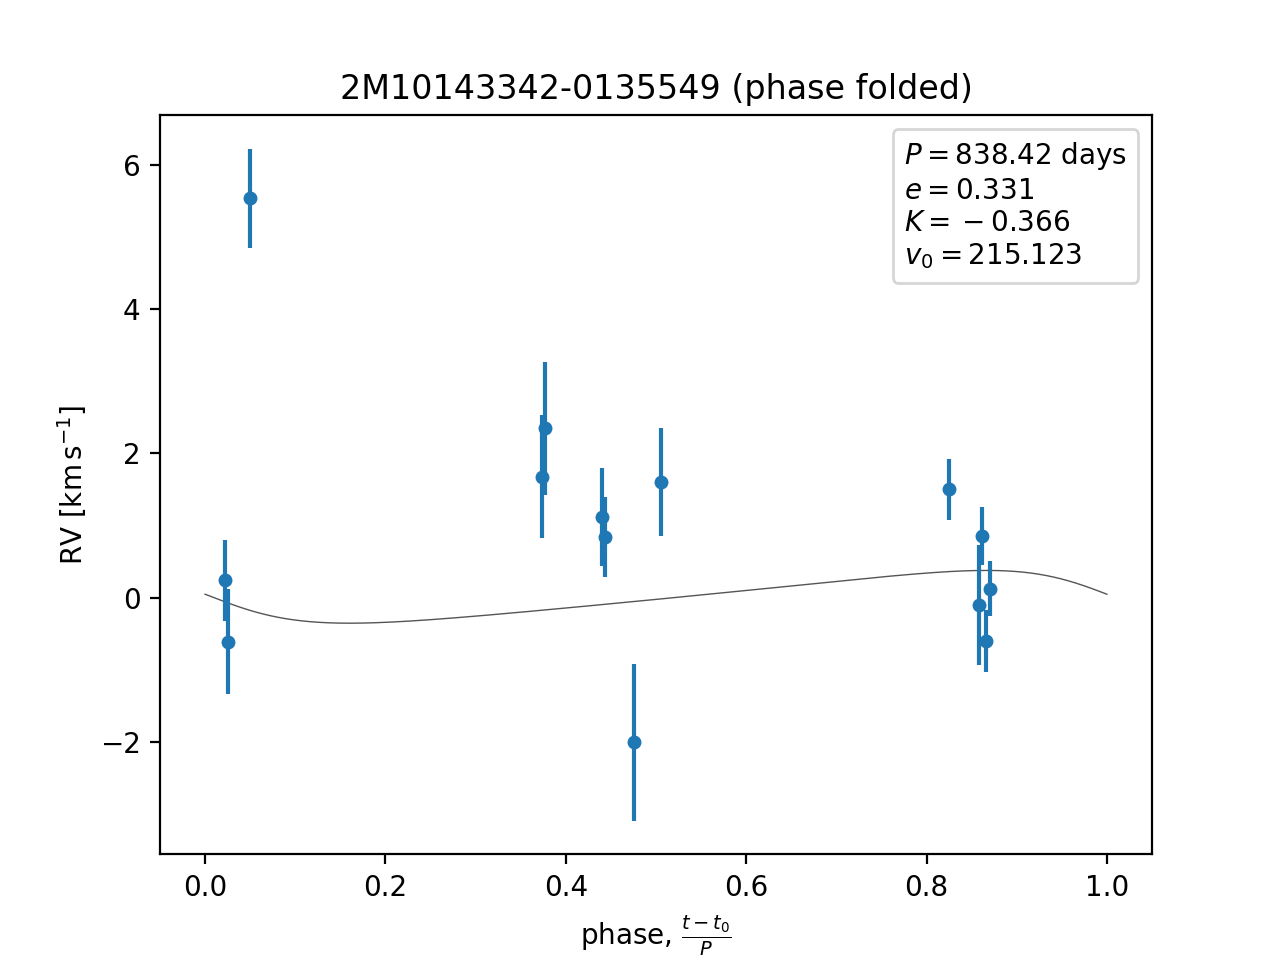 2M10143342-0135549 (phase folded)
P = 838.42 days
e = 0.331
K = −0.366
v₀ = 215.123
RV [km s⁻¹]
6
4
2
0
−2
0.0 0.2 0.4 0.6 0.8 1.0
phase, (t − t₀)/P